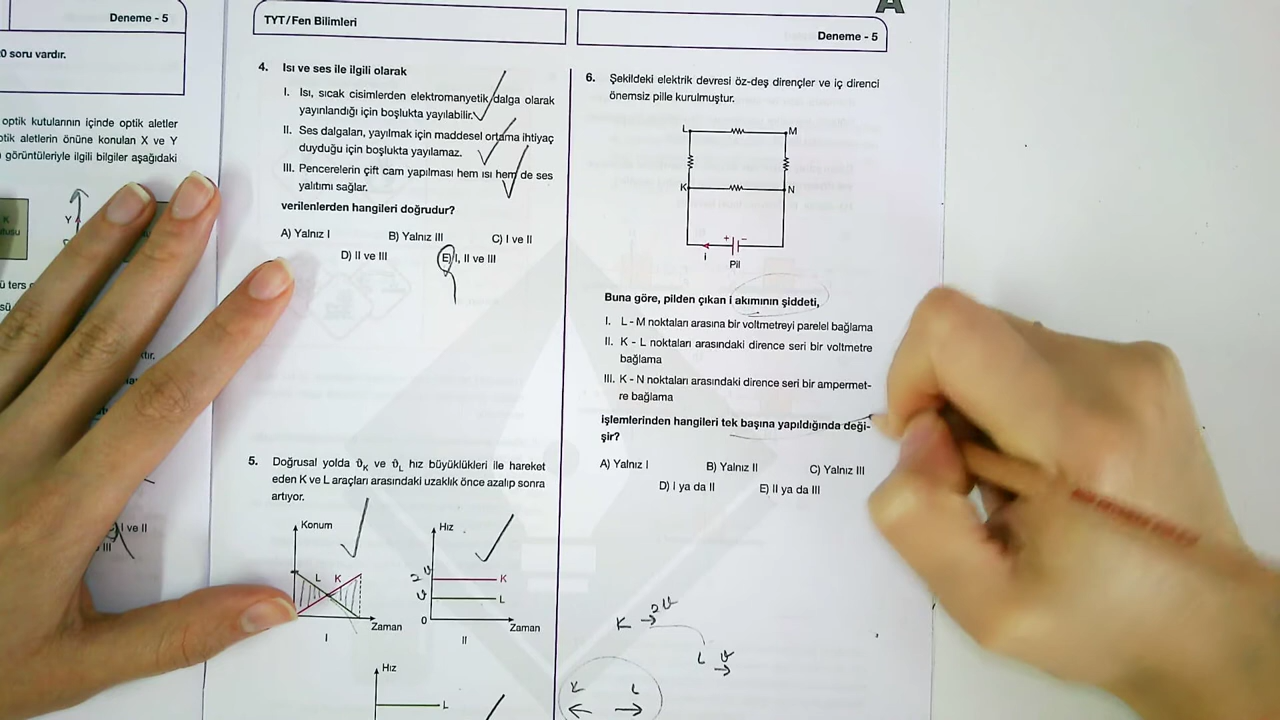 Deneme - 5
0 soru vardır.
optik kutularının içinde optik aletler
tik aletlerin önüne konulan X ve Y
görüntüleriyle ilgili bilgiler aşağıdaki
K
Y
ters
I ve II
III
TYT/Fen Bilimleri
4. Isı ve ses ile ilgili olarak
I. Isı, sıcak cisimlerden elektromanyetik dalga olarak
yayınlandığı için boşlukta yayılabilir.
II. Ses dalgaları, yayılmak için maddesel ortama ihtiyaç
duyduğu için boşlukta yayılamaz.
III. Pencerelerin çift cam yapılması hem ısı hem de ses
yalıtımı sağlar.
verilenlerden hangileri doğrudur?
A) Yalnız I B) Yalnız III C) I ve II
D) II ve III E) I, II ve III
5. Doğrusal yolda ϑK ve ϑL hız büyüklükleri ile hareket
eden K ve L araçları arasındaki uzaklık önce azalıp sonra
artıyor.
Konum
L K
Zaman
I
Hız
2ϑ K
ϑ L
0
Zaman
II
Hız
L
A
Deneme - 5
6. Şekildeki elektrik devresi öz-deş dirençler ve iç direnci
önemsiz pille kurulmuştur.
L M
K N
+ −
i
Pil
Buna göre, pilden çıkan i akımının şiddeti,
I. L - M noktaları arasına bir voltmetreyi parelel bağlama
II. K - L noktaları arasındaki dirence seri bir voltmetre
bağlama
III. K - N noktaları arasındaki dirence seri bir ampermet-
re bağlama
işlemlerinden hangileri tek başına yapıldığında deği-
şir?
A) Yalnız I B) Yalnız II C) Yalnız III
D) I ya da II E) II ya da III
K → 2ϑ
L ϑ →
K L
← →